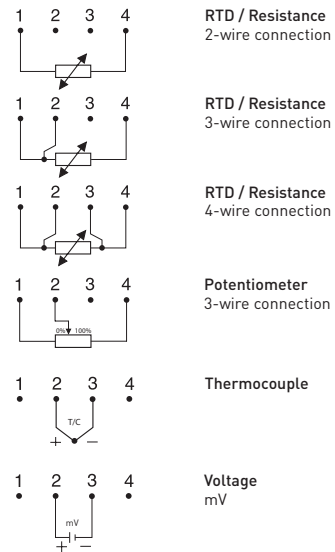 1 2 3 4
RTD / Resistance
2-wire connection
1 2 3 4
RTD / Resistance
3-wire connection
1 2 3 4
RTD / Resistance
4-wire connection
1 2 3 4
0% 100%
Potentiometer
3-wire connection
1 2 3 4
T/C
+ −
Thermocouple
1 2 3 4
mV
+ −
Voltage
mV